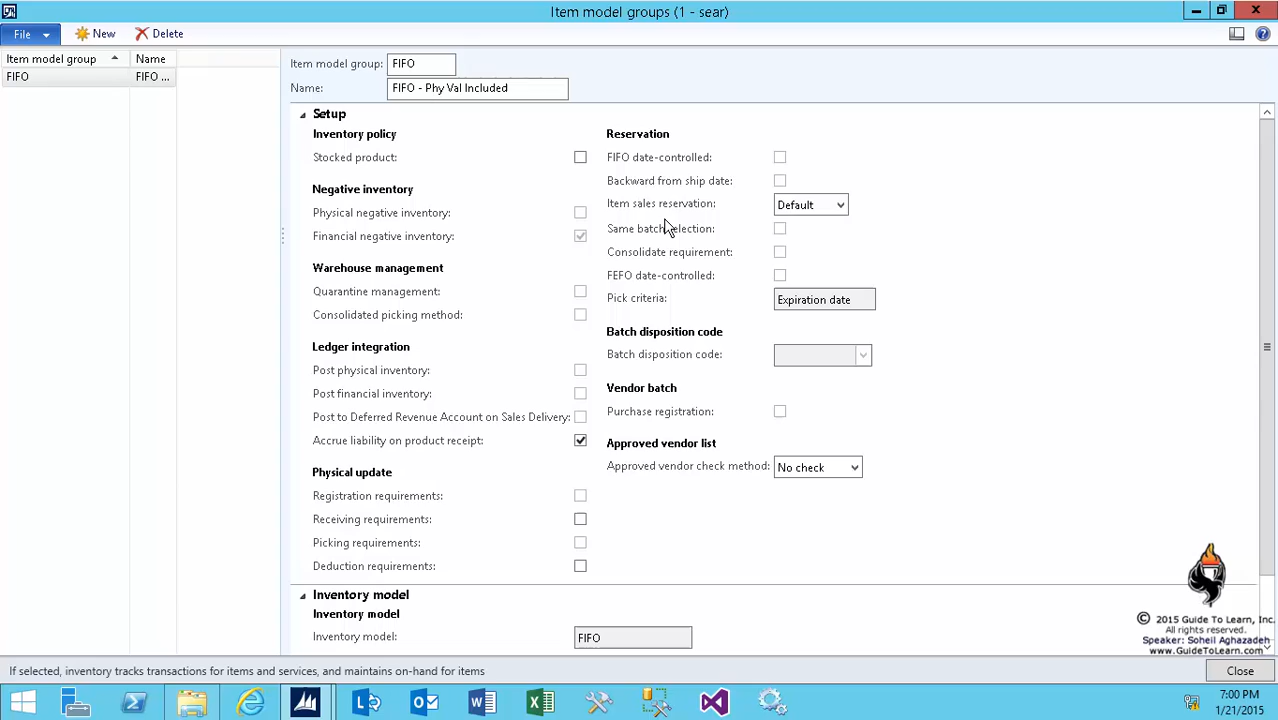 Item model groups (1 - sear)
File
New
Delete
Item model group
Name
FIFO
FIFO ...
Item model group:
FIFO
Name:
FIFO - Phy Val Included
Setup
Inventory policy
Stocked product:
Negative inventory
Physical negative inventory:
Financial negative inventory:
Warehouse management
Quarantine management:
Consolidated picking method:
Ledger integration
Post physical inventory:
Post financial inventory:
Post to Deferred Revenue Account on Sales Delivery:
Accrue liability on product receipt:
Physical update
Registration requirements:
Receiving requirements:
Picking requirements:
Deduction requirements:
Reservation
FIFO date-controlled:
Backward from ship date:
Item sales reservation:
Default
Same batch selection:
Consolidate requirement:
FEFO date-controlled:
Pick criteria:
Expiration date
Batch disposition code
Batch disposition code:
Vendor batch
Purchase registration:
Approved vendor list
Approved vendor check method:
No check
Inventory model
Inventory model
Inventory model:
FIFO
© 2015 Guide To Learn, Inc.
All rights reserved.
Speaker: Soheil Aghazadeh
www.GuideToLearn.com
If selected, inventory tracks transactions for items and services, and maintains on-hand for items
Close
7:00 PM
1/21/2015